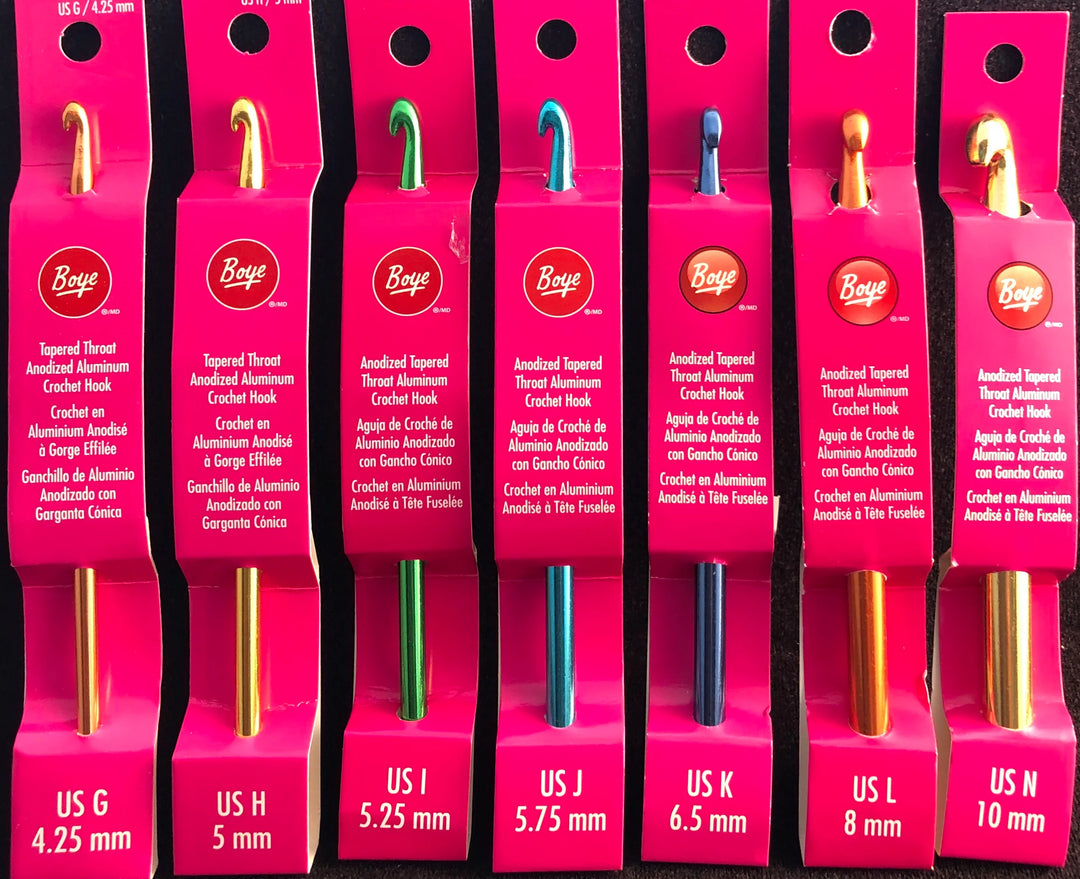 US G / 4.25 mm
Boye
®/MD
Tapered Throat
Anodized Aluminum
Crochet Hook
Crochet en
Aluminium Anodisé
à Gorge Effilée
Ganchillo de Aluminio
Anodizado con
Garganta Cónica
US G
4.25 mm
US H / 5 mm
Boye
®/MD
Tapered Throat
Anodized Aluminum
Crochet Hook
Crochet en
Aluminium Anodisé
à Gorge Effilée
Ganchillo de Aluminio
Anodizado con
Garganta Cónica
US H
5 mm
Boye
®/MD
Anodized Tapered
Throat Aluminum
Crochet Hook
Aguja de Croché de
Aluminio Anodizado
con Gancho Cónico
Crochet en Aluminium
Anodisé à Tête Fuselée
US I
5.25 mm
Boye
®/MD
Anodized Tapered
Throat Aluminum
Crochet Hook
Aguja de Croché de
Aluminio Anodizado
con Gancho Cónico
Crochet en Aluminium
Anodisé à Tête Fuselée
US J
5.75 mm
Boye
®/MD
Anodized Tapered
Throat Aluminum
Crochet Hook
Aguja de Croché de
Aluminio Anodizado
con Gancho Cónico
Crochet en Aluminium
Anodisé à Tête Fuselée
US K
6.5 mm
Boye
®/MD
Anodized Tapered
Throat Aluminum
Crochet Hook
Aguja de Croché de
Aluminio Anodizado
con Gancho Cónico
Crochet en Aluminium
Anodisé à Tête Fuselée
US L
8 mm
Boye
®/MD
Anodized Tapered
Throat Aluminum
Crochet Hook
Aguja de Croché de
Aluminio Anodizado
con Gancho Cónico
Crochet en Aluminium
Anodisé à Tête Fuselée
US N
10 mm